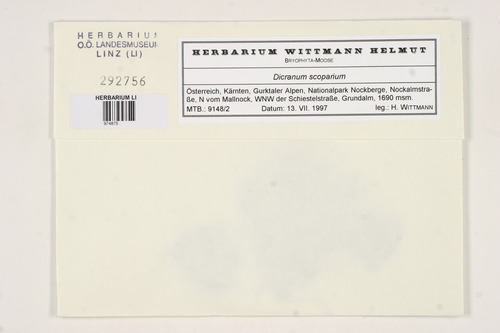 HERBARIUM
O.Ö. LANDESMUSEUM
LINZ (LI)
292756
HERBARIUM LI
974875
HERBARIUM WITTMANN HELMUT
BRYOPHYTA-MOOSE
Dicranum scoparium
Österreich, Kärnten, Gurktaler Alpen, Nationalpark Nockberge, Nockalmstra-
ße, N vom Mallnock, WNW der Schiestelstraße, Grundalm, 1690 msm.
MTB.: 9148/2 Datum: 13. VII. 1997 leg.: H. WITTMANN